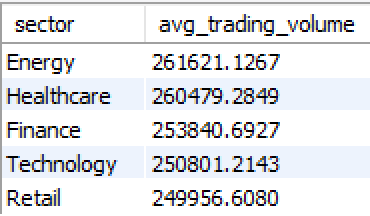 sector avg_trading_volume
Energy 261621.1267
Healthcare 260479.2849
Finance 253840.6927
Technology 250801.2143
Retail 249956.6080